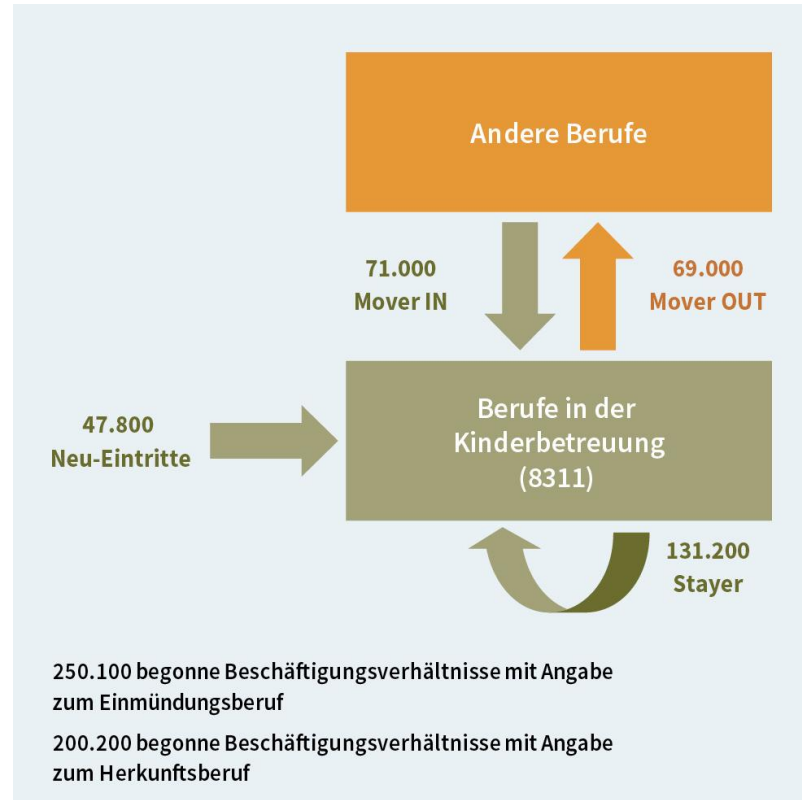 Andere Berufe
71.000
Mover IN
69.000
Mover OUT
47.800
Neu-Eintritte
Berufe in der
Kinderbetreuung
(8311)
131.200
Stayer
250.100 begonne Beschäftigungsverhältnisse mit Angabe
zum Einmündungsberuf
200.200 begonne Beschäftigungsverhältnisse mit Angabe
zum Herkunftsberuf